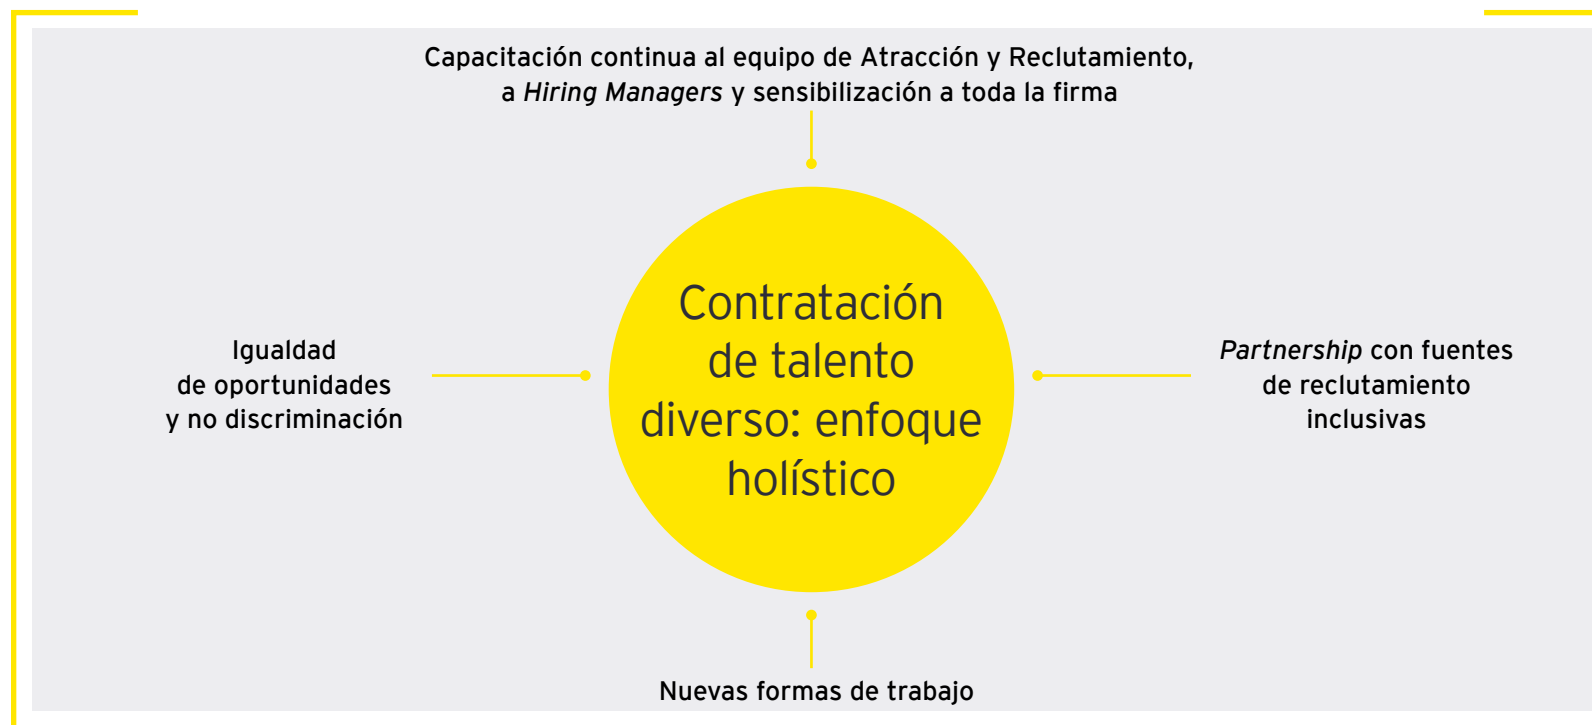 Capacitación continua al equipo de Atracción y Reclutamiento,
a Hiring Managers y sensibilización a toda la firma
Igualdad
de oportunidades
y no discriminación
Contratación
de talento
diverso: enfoque
holístico
Partnership con fuentes
de reclutamiento
inclusivas
Nuevas formas de trabajo